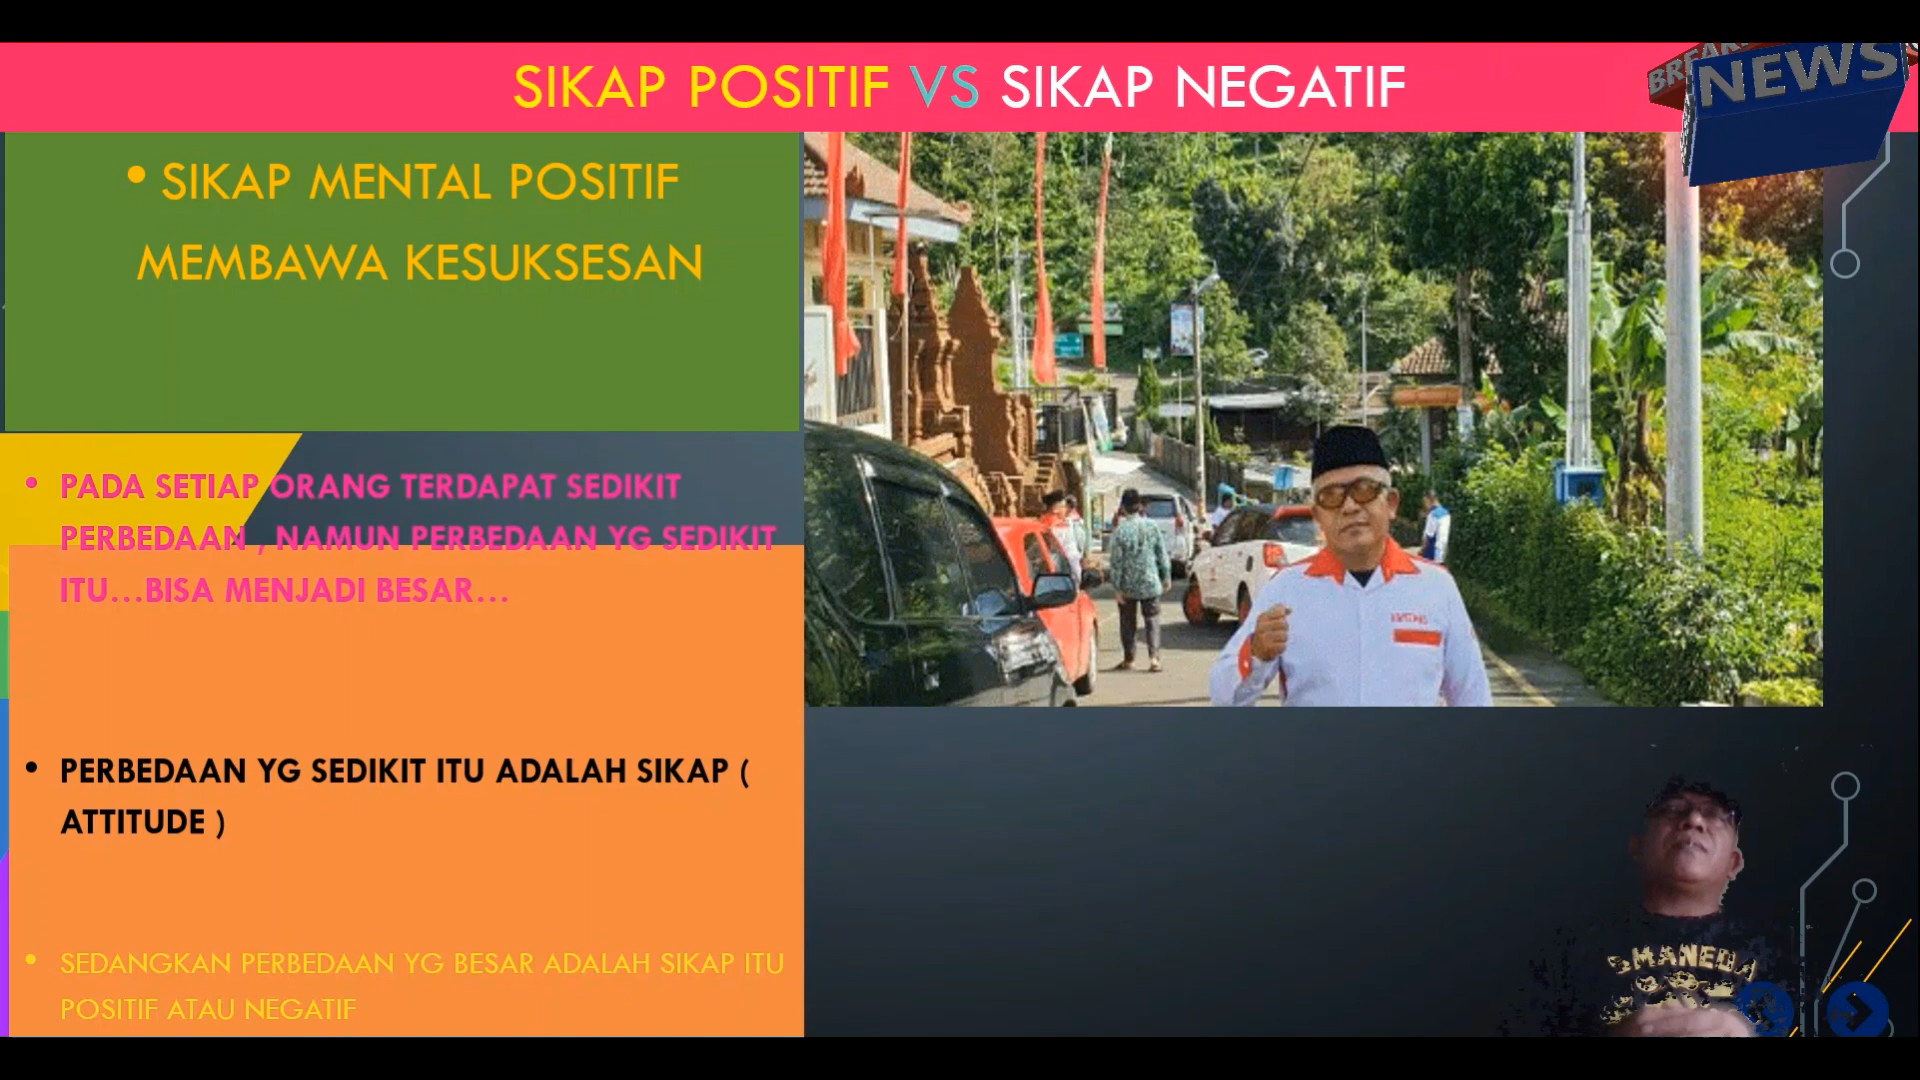 SIKAP POSITIF VS SIKAP NEGATIF
NEWS
• SIKAP MENTAL POSITIF
MEMBAWA KESUKSESAN
• PADA SETIAP ORANG TERDAPAT SEDIKIT
PERBEDAAN , NAMUN PERBEDAAN YG SEDIKIT
ITU...BISA MENJADI BESAR...
• PERBEDAAN YG SEDIKIT ITU ADALAH SIKAP (
ATTITUDE )
• SEDANGKAN PERBEDAAN YG BESAR ADALAH SIKAP ITU
POSITIF ATAU NEGATIF
SMANEDA